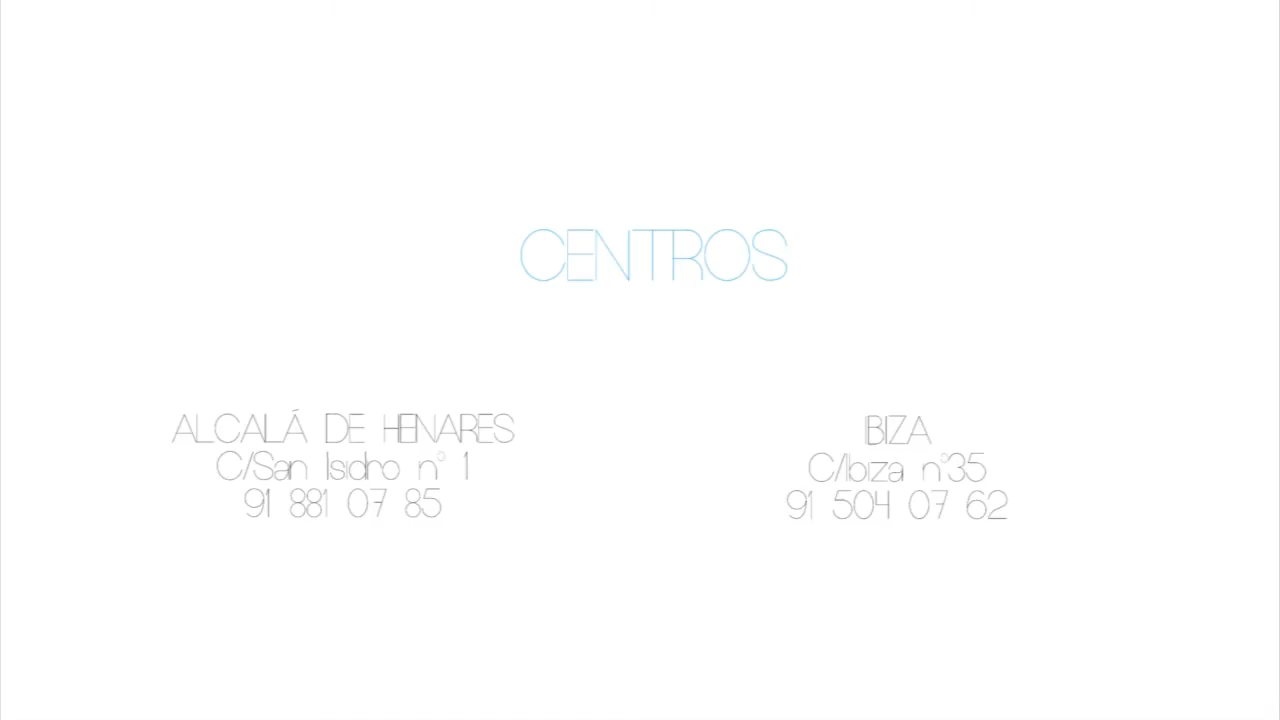 CENTROS
ALCALÁ DE HENARES
C/San Isidro nº 1
91 881 07 85
IBIZA
C/Ibiza nº35
91 504 07 62